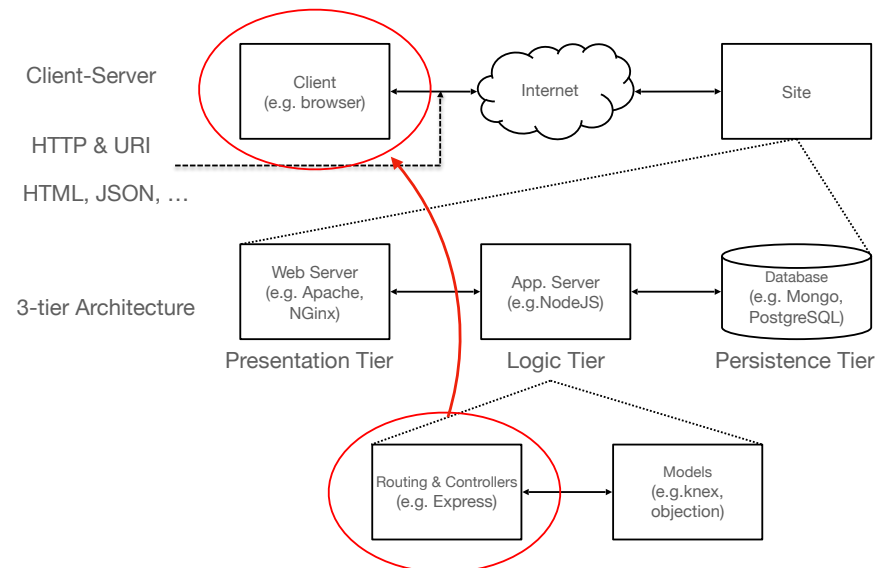 Client-Server
Client
(e.g. browser)
Internet
Site
HTTP & URI
HTML, JSON, …
3-tier Architecture
Web Server
(e.g. Apache,
NGinx)
App. Server
(e.g.NodeJS)
Database
(e.g. Mongo,
PostgreSQL)
Presentation Tier
Logic Tier
Persistence Tier
Routing & Controllers
(e.g. Express)
Models
(e.g.knex,
objection)